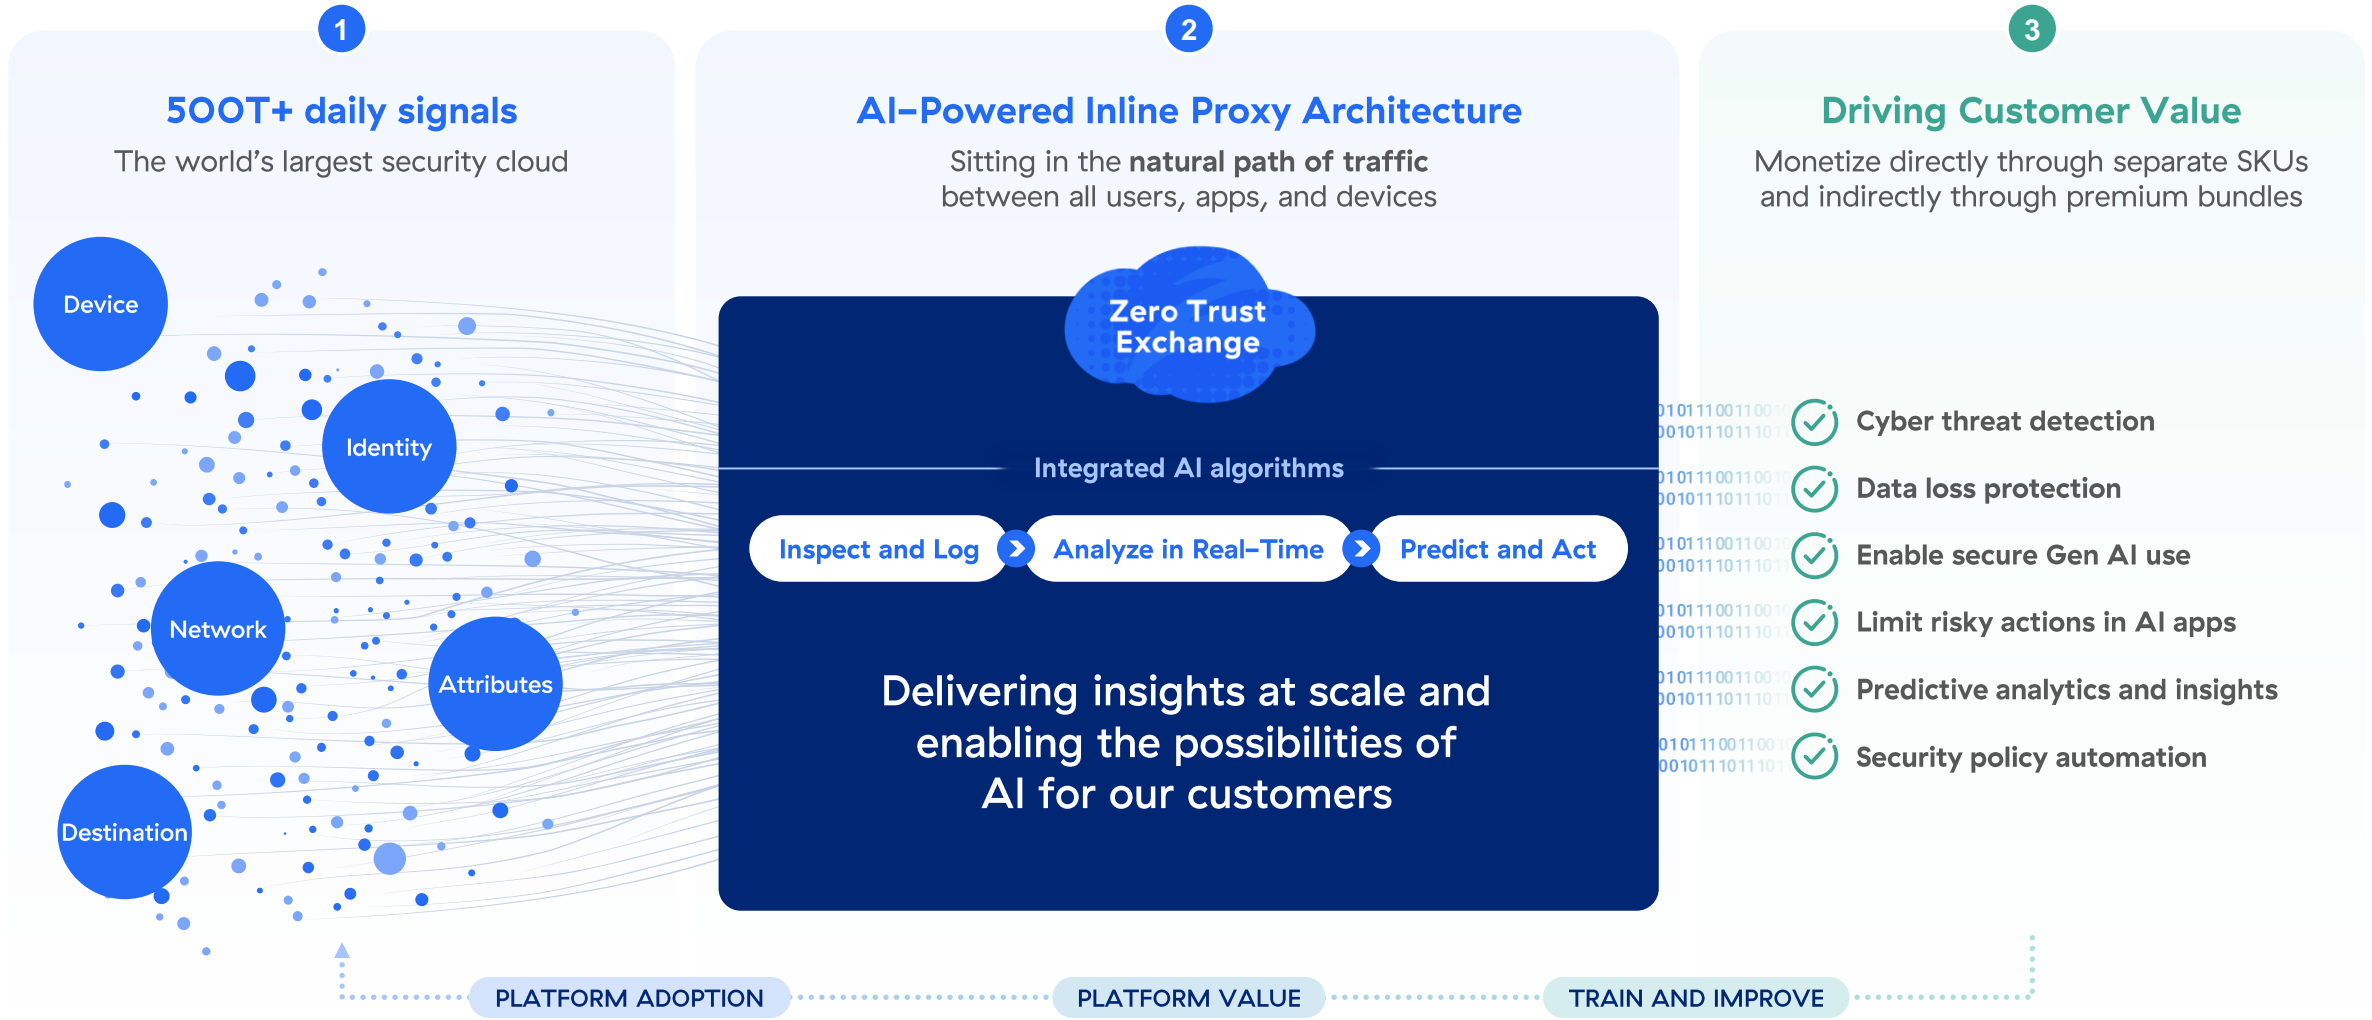 1
500T+ daily signals
The world's largest security cloud
Device
Identity
Network
Attributes
Destination
2
AI–Powered Inline Proxy Architecture
Sitting in the natural path of traffic
between all users, apps, and devices
Zero Trust
Exchange
Integrated AI algorithms
Inspect and Log
Analyze in Real–Time
Predict and Act
Delivering insights at scale and
enabling the possibilities of
AI for our customers
3
Driving Customer Value
Monetize directly through separate SKUs
and indirectly through premium bundles
Cyber threat detection
Data loss protection
Enable secure Gen AI use
Limit risky actions in AI apps
Predictive analytics and insights
Security policy automation
PLATFORM ADOPTION
PLATFORM VALUE
TRAIN AND IMPROVE